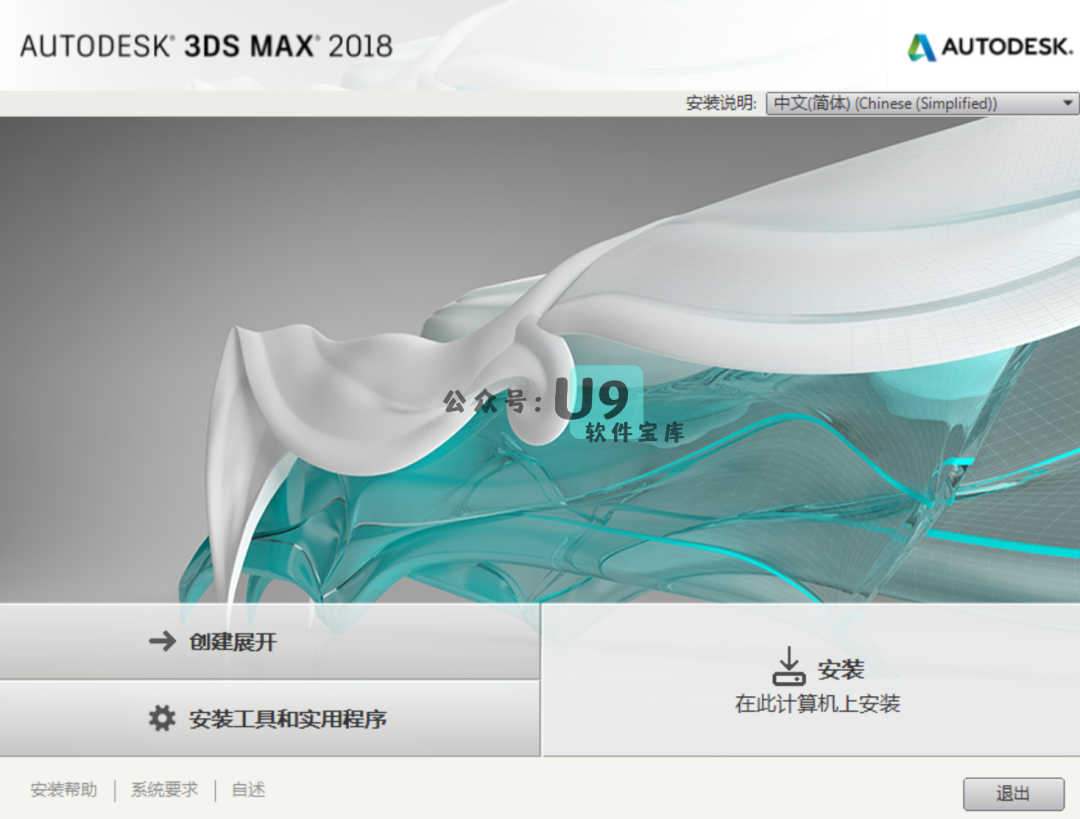 AUTODESK® 3DS MAX® 2018
AUTODESK.
安装说明: 中文(简体) (Chinese (Simplified))
公众号: U9
软件宝库
创建展开
安装工具和实用程序
安装
在此计算机上安装
安装帮助 | 系统要求 | 自述
退出